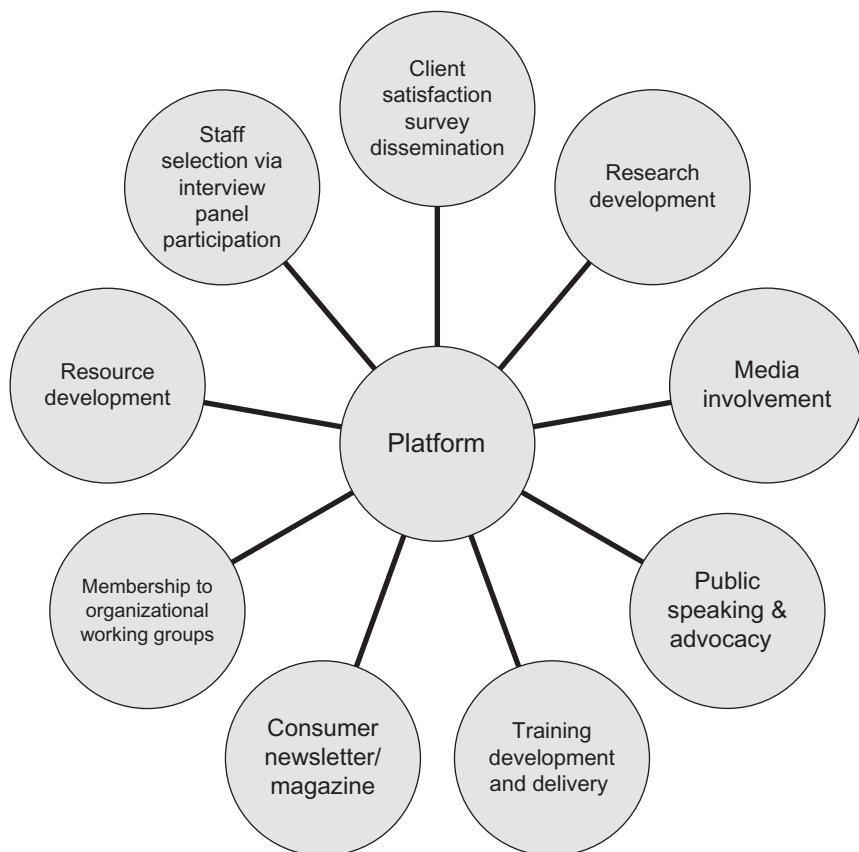 Client
satisfaction
survey
dissemination
Research
development
Media
involvement
Public
speaking &
advocacy
Training
development
and delivery
Consumer
newsletter/
magazine
Membership to
organizational
working groups
Resource
development
Staff
selection via
interview
panel
participation
Platform